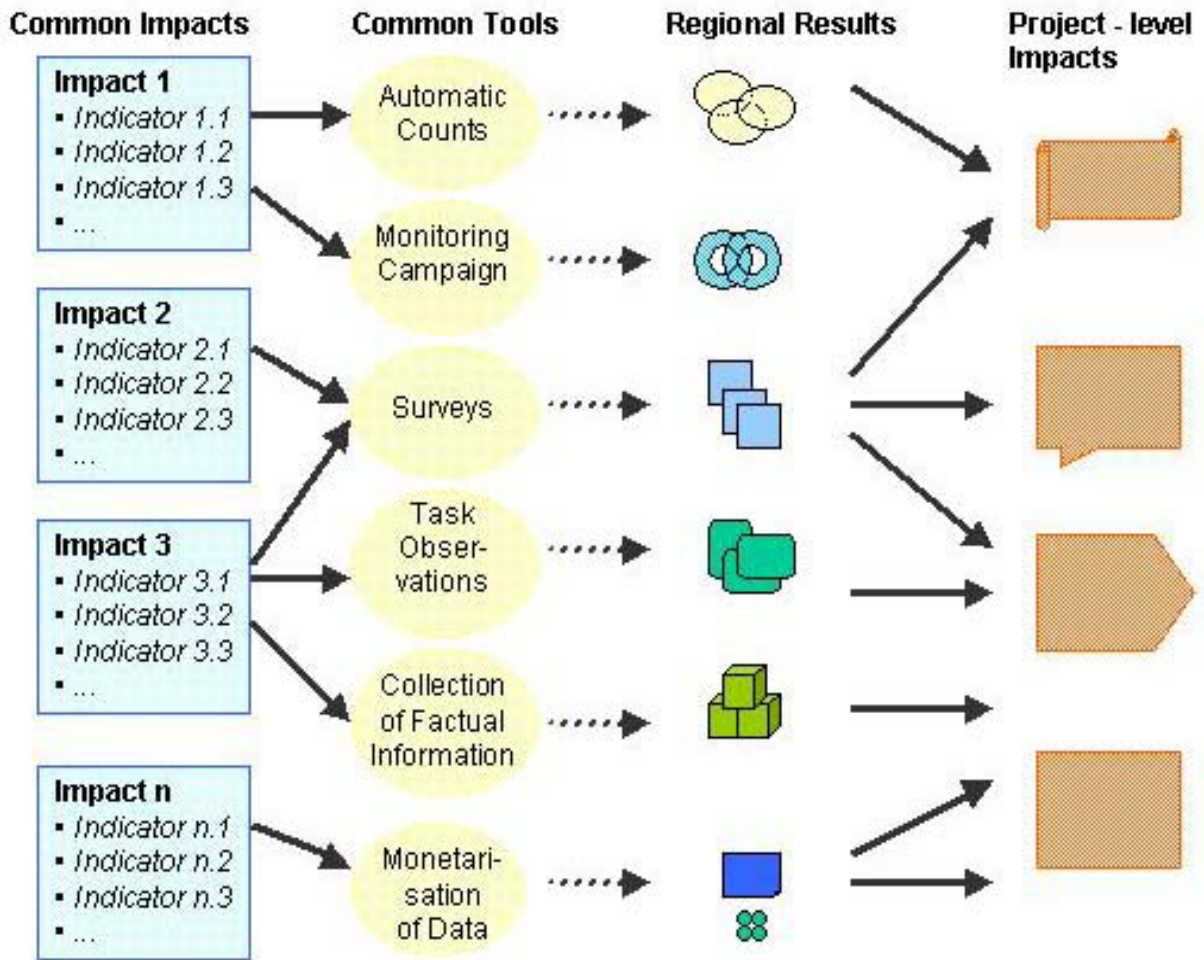 Common Impacts
Common Tools
Regional Results
Project - level
Impacts
Impact 1
▪ Indicator 1.1
▪ Indicator 1.2
▪ Indicator 1.3
▪ ...
Impact 2
▪ Indicator 2.1
▪ Indicator 2.2
▪ Indicator 2.3
▪ ...
Impact 3
▪ Indicator 3.1
▪ Indicator 3.2
▪ Indicator 3.3
▪ ...
Impact n
▪ Indicator n.1
▪ Indicator n.2
▪ Indicator n.3
▪ ...
Automatic
Counts
Monitoring
Campaign
Surveys
Task
Obser-
vations
Collection
of Factual
Information
Monetari-
sation
of Data